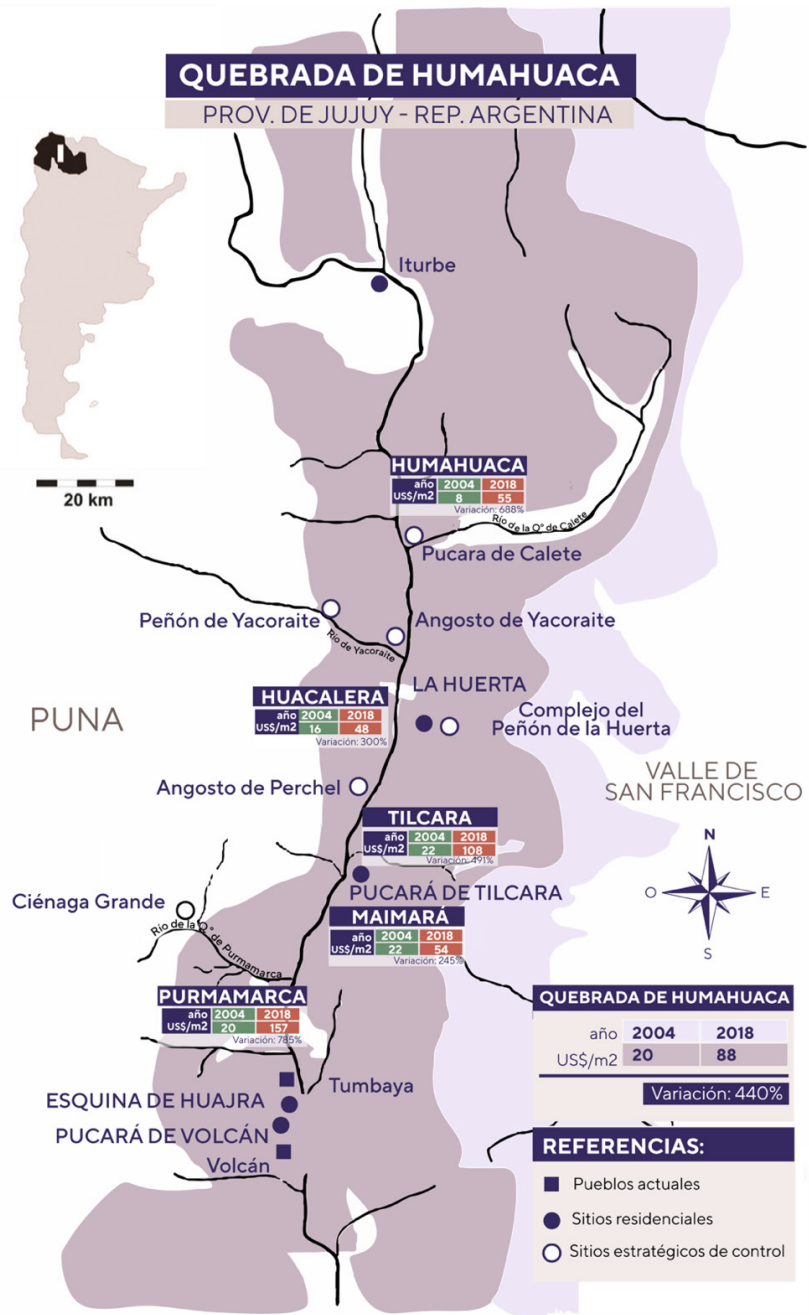 QUEBRADA DE HUMAHUACA
PROV. DE JUJUY - REP. ARGENTINA
Iturbe
20 km
HUMAHUACA
año 2004 2018
US$/m2 8 55
Variación: 688%
Río de la Qº de Calete
Pucara de Calete
Peñón de Yacoraite
Angosto de Yacoraite
Río de Yacoraite
LA HUERTA
HUACALERA
año 2004 2018
US$/m2 16 48
Variación: 300%
Complejo del
Peñón de la Huerta
PUNA
VALLE DE
SAN FRANCISCO
Angosto de Perchel
TILCARA
año 2004 2018
US$/m2 22 108
Variación: 491%
PUCARÁ DE TILCARA
N
O E
S
Ciénaga Grande
Río de la Qº de Purmamarca
MAIMARÁ
año 2004 2018
US$/m2 22 54
Variación: 245%
PURMAMARCA
año 2004 2018
US$/m2 20 157
Variación: 785%
QUEBRADA DE HUMAHUACA
año 2004 2018
US$/m2 20 88
Variación: 440%
Tumbaya
ESQUINA DE HUAJRA
PUCARÁ DE VOLCÁN
Volcán
REFERENCIAS:
Pueblos actuales
Sitios residenciales
Sitios estratégicos de control